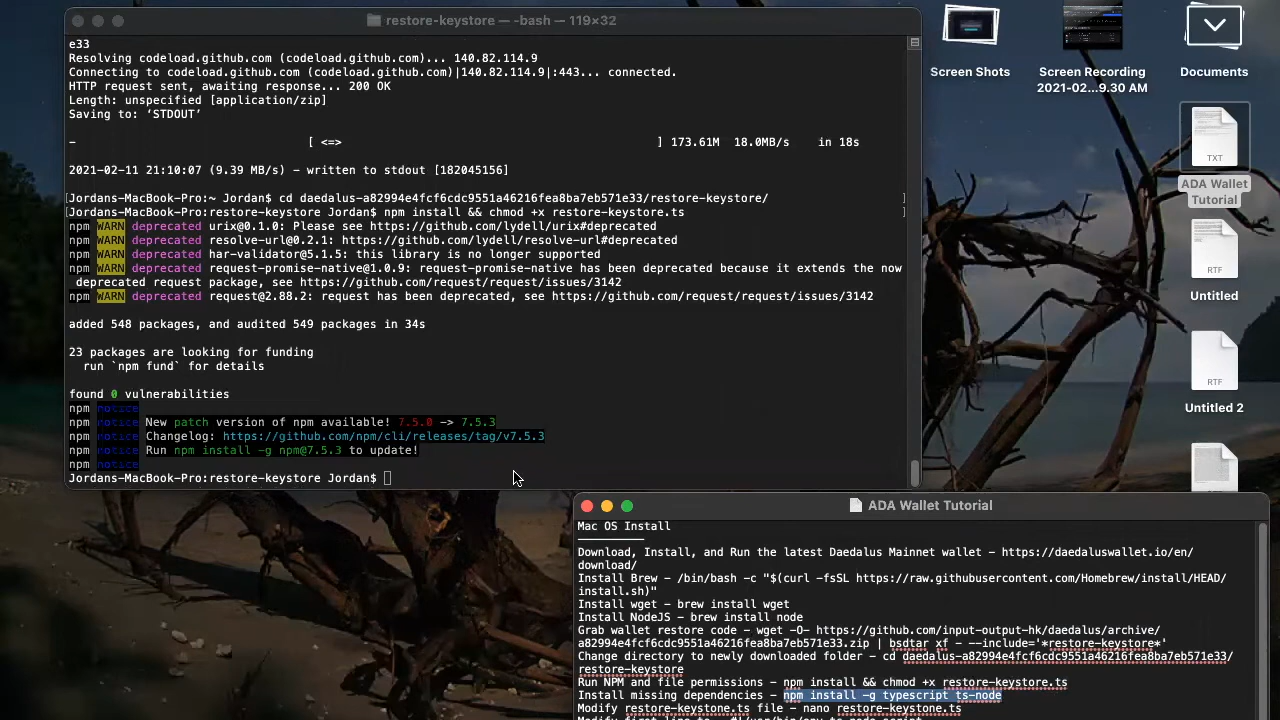 restore-keystore — -bash — 119×32
e33
Resolving codeload.github.com (codeload.github.com)... 140.82.114.9
Connecting to codeload.github.com (codeload.github.com)|140.82.114.9|:443... connected.
HTTP request sent, awaiting response... 200 OK
Length: unspecified [application/zip]
Saving to: ‘STDOUT’
- [ <=> ] 173.61M 18.0MB/s in 18s
2021-02-11 21:10:07 (9.39 MB/s) - written to stdout [182045136]
[Jordans-MacBook-Pro:~ Jordan$ cd daedalus-a82994e4fcf6cdc9551a46216fea8ba7eb571e33/restore-keystore/ ]
[Jordans-MacBook-Pro:restore-keystore Jordan$ npm install && chmod +x restore-keystore.ts ]
npm WARN deprecated urix@0.1.0: Please see https://github.com/lydell/urix#deprecated
npm WARN deprecated resolve-url@0.2.1: https://github.com/lydell/resolve-url#deprecated
npm WARN deprecated har-validator@5.1.5: this library is no longer supported
npm WARN deprecated request-promise-native@1.0.9: request-promise-native has been deprecated because it extends the now
deprecated request package, see https://github.com/request/request/issues/3142
npm WARN deprecated request@2.88.2: request has been deprecated, see https://github.com/request/request/issues/3142
added 548 packages, and audited 549 packages in 34s
23 packages are looking for funding
run `npm fund` for details
found 0 vulnerabilities
npm notice
npm notice New patch version of npm available! 7.5.0 -> 7.5.3
npm notice Changelog: https://github.com/npm/cli/releases/tag/v7.5.3
npm notice Run npm install -g npm@7.5.3 to update!
npm notice
Jordans-MacBook-Pro:restore-keystore Jordan$
Screen Shots
Screen Recording
2021-02...9.30 AM
Documents
TXT
ADA Wallet
Tutorial
RTF
Untitled
RTF
Untitled 2
ADA Wallet Tutorial
Mac OS Install
Download, Install, and Run the latest Daedalus Mainnet wallet - https://daedaluswallet.io/en/
download/
Install Brew - /bin/bash -c "$(curl -fsSL https://raw.githubusercontent.com/Homebrew/install/HEAD/
install.sh)"
Install wget - brew install wget
Install NodeJS - brew install node
Grab wallet restore code - wget -O- https://github.com/input-output-hk/daedalus/archive/
a82994e4fcf6cdc9551a46216fea8ba7eb571e33.zip | bsdtar xf - --include='*restore-keystore*'
Change directory to newly downloaded folder - cd daedalus-a82994e4fcf6cdc9551a46216fea8ba7eb571e33/
restore-keystore
Run NPM and file permissions - npm install && chmod +x restore-keystore.ts
Install missing dependencies - npm install -g typescript ts-node
Modify restore-keystone.ts file - nano restore-keystone.ts